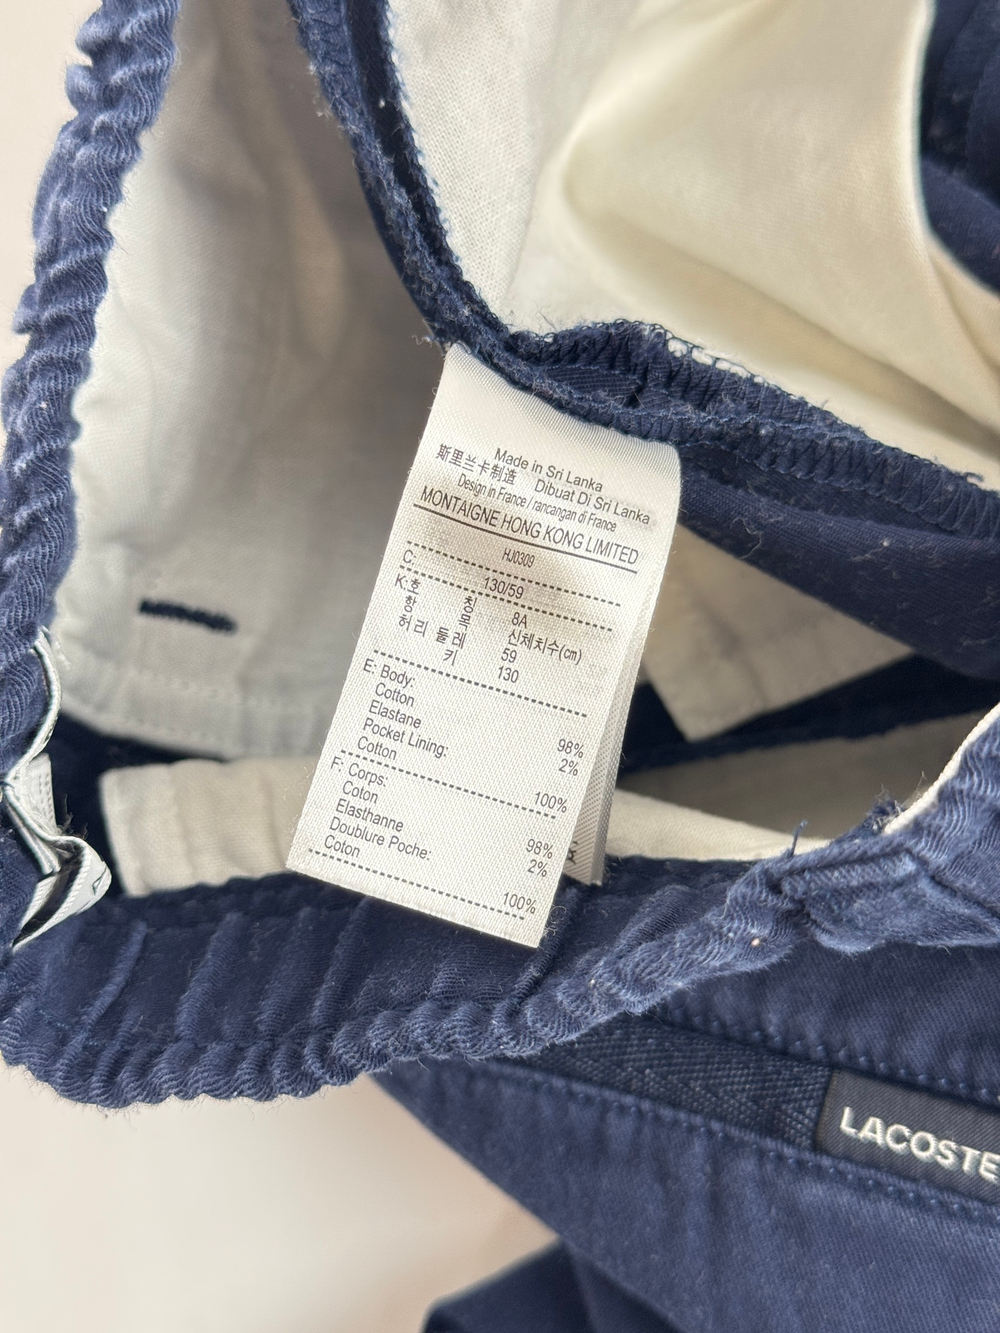 Made in Sri Lanka
斯里兰卡制造 Dibuat Di Sri Lanka
Design in France / rancangan di France
MONTAIGNE HONG KONG LIMITED
HJ0309
C: 130/59
K:호 칭 8A
항 목 신체치수(cm)
허리 둘레 59
키 130
E: Body:
Cotton 98%
Elastane 2%
Pocket Lining:
Cotton 100%
F: Corps:
Coton 98%
Elasthanne 2%
Doublure Poche:
Coton 100%
LACOSTE